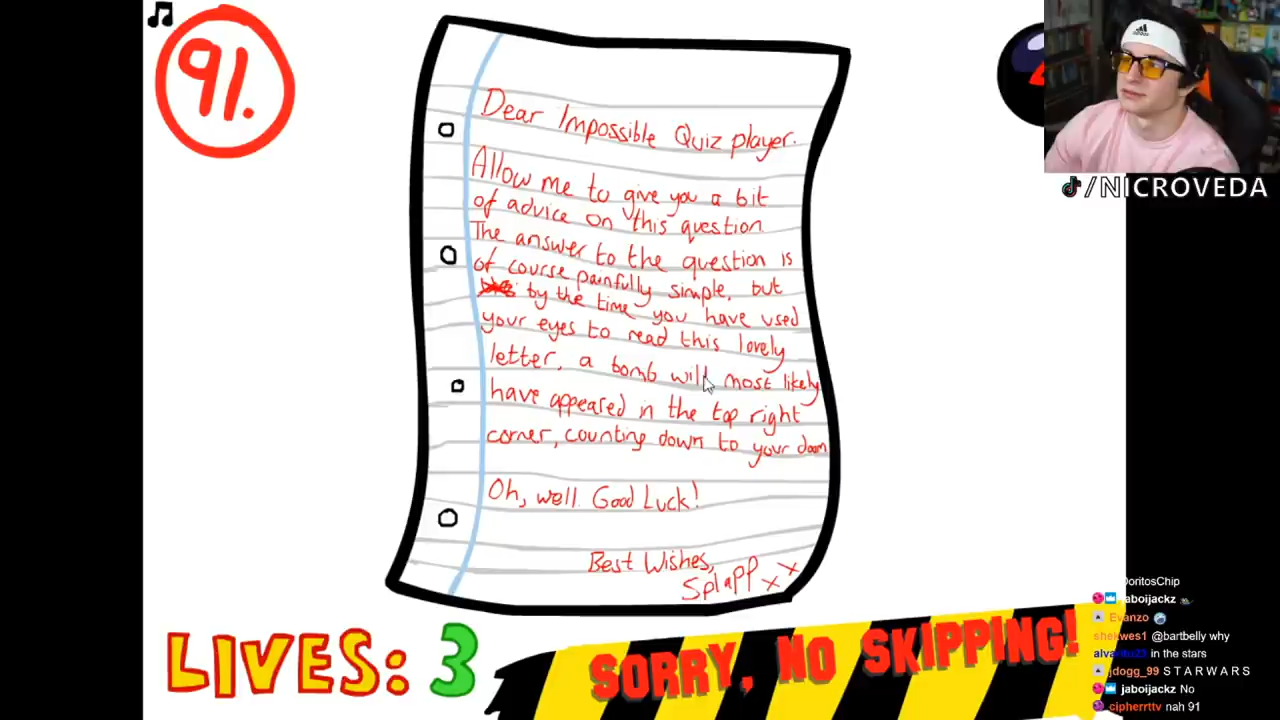 91.
Dear Impossible Quiz player.
Allow me to give you a bit
of advice on this question
The answer to the question is
of course painfully simple, but
by the time you have used
your eyes to read this lovely
letter, a bomb will most likely
have appeared in the top right
corner, counting down to your doom
Oh, well. Good Luck!
Best Wishes,
Splapp x x
LIVES: 3
SORRY, NO SKIPPING!
/NICROVEDA
DoritosChip
jaboijackz
Evanzo
shekwes1 @bartbelly why
in the stars
jdogg_99 S T A R W A R S
jaboijackz No
cipherrttv nah 91